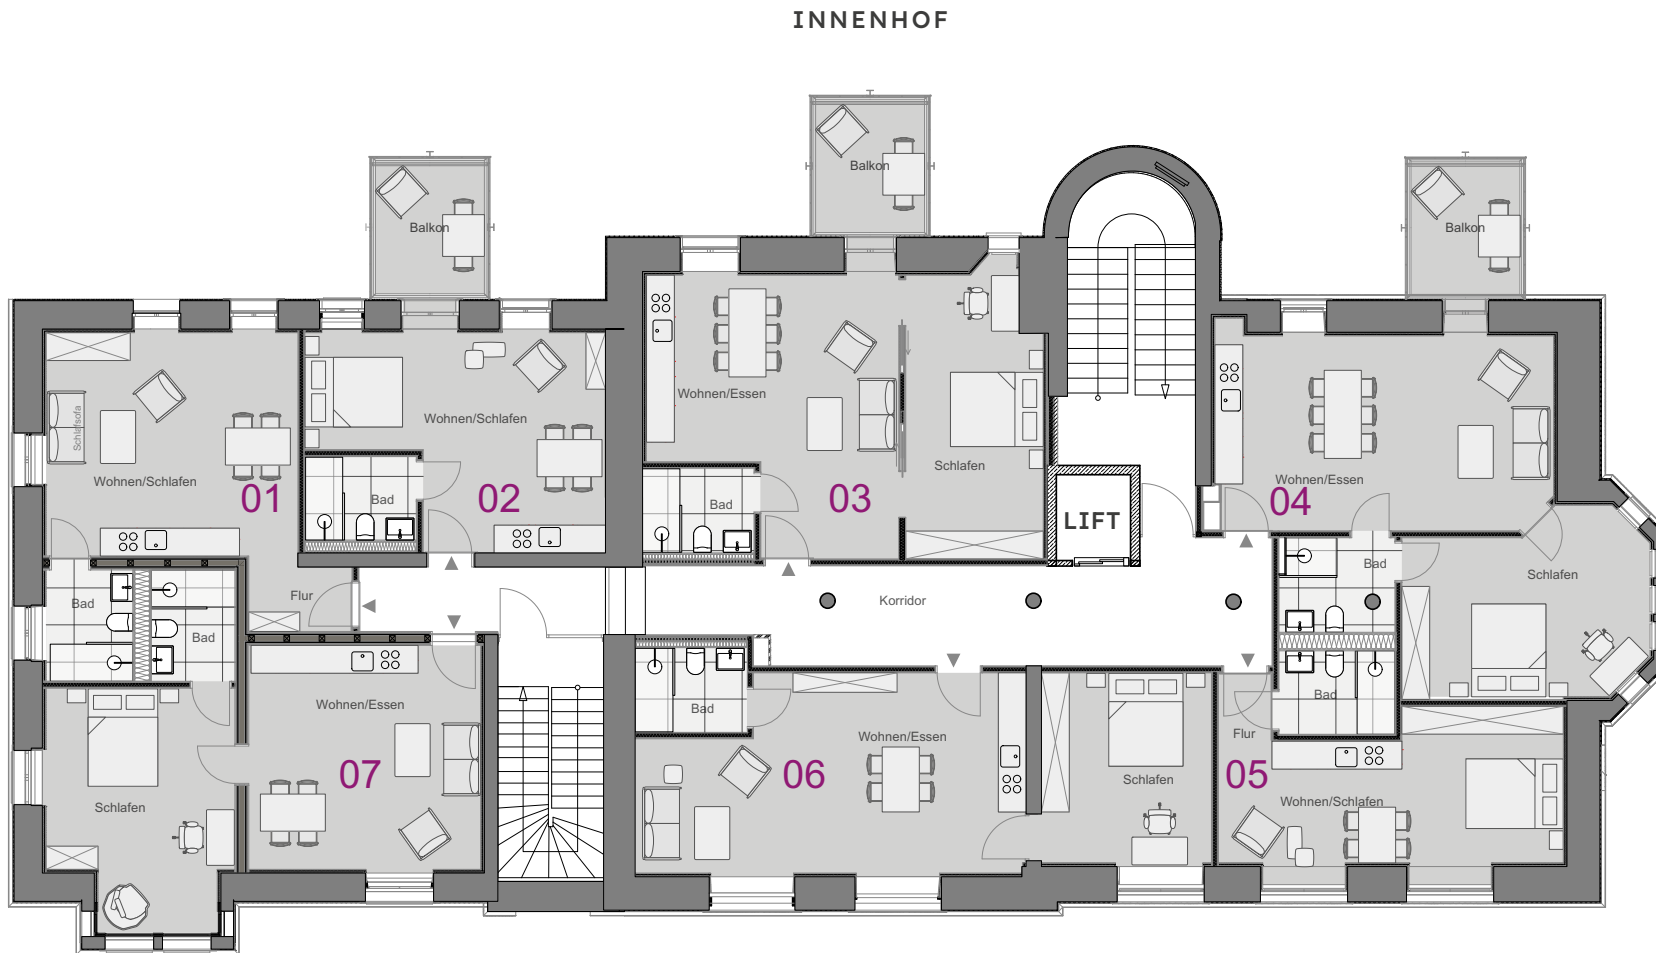 INNENHOF
Balkon
Balkon
Balkon
Wohnen/Schlafen
Schlafsofa
01
Wohnen/Schlafen
Bad
02
Wohnen/Essen
Schlafen
Bad
03
LIFT
Wohnen/Essen
04
Bad
Schlafen
Bad
Bad
Flur
Korridor
Wohnen/Essen
07
Schlafen
Bad
Wohnen/Essen
06
Schlafen
Bad
Flur
05
Wohnen/Schlafen